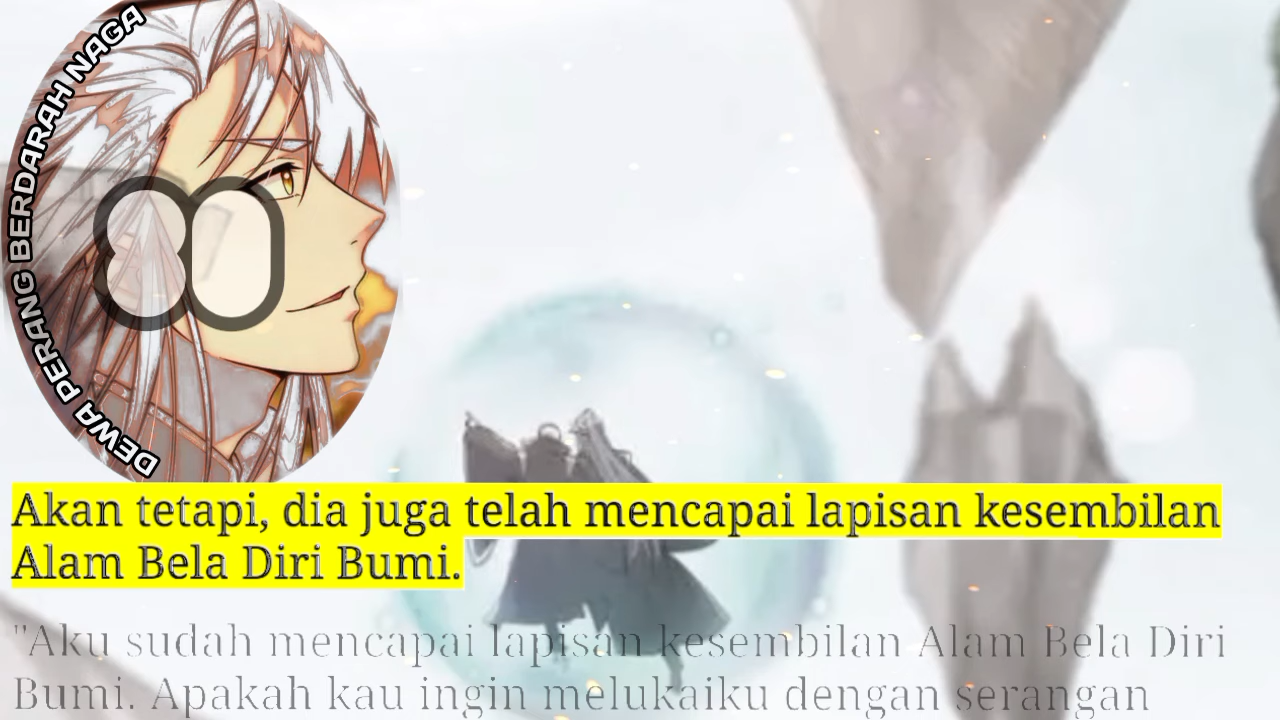 DEWA PERANG BERDARAH NAGA
80
Akan tetapi, dia juga telah mencapai lapisan kesembilan
Alam Bela Diri Bumi.
"Aku sudah mencapai lapisan kesembilan Alam Bela Diri
Bumi. Apakah kau ingin melukaiku dengan serangan